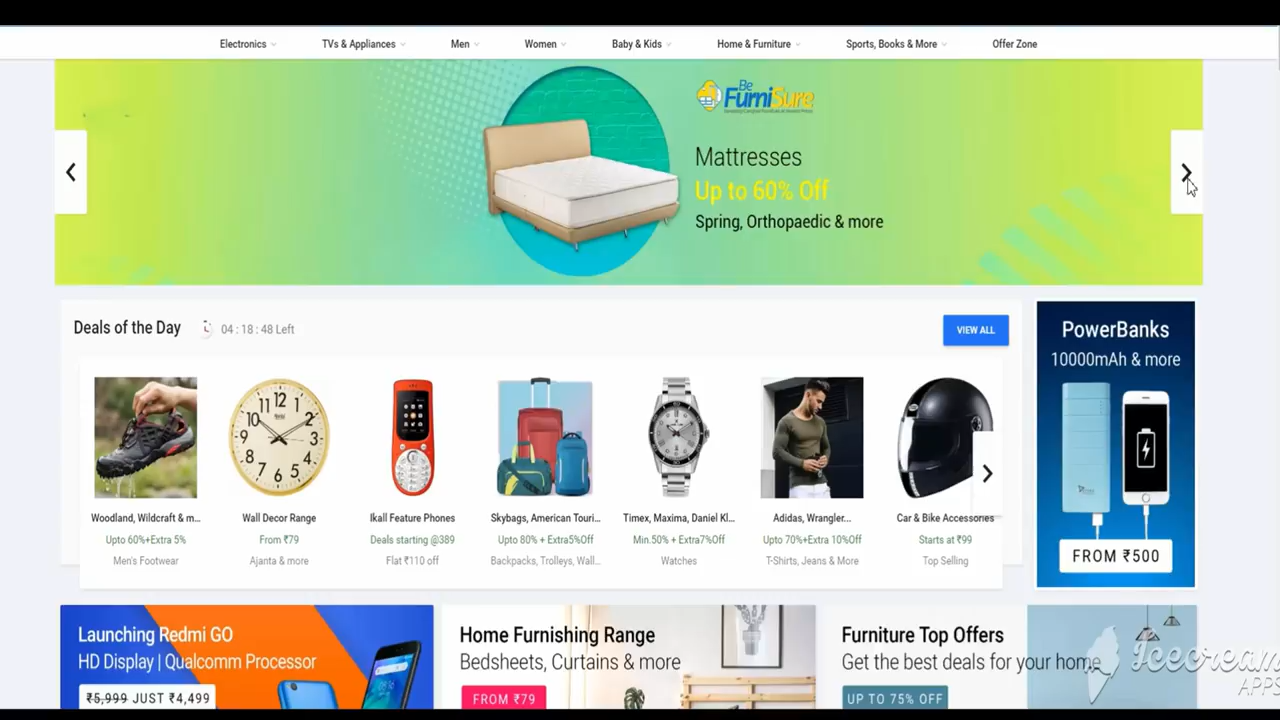 Electronics
TVs & Appliances
Men
Women
Baby & Kids
Home & Furniture
Sports, Books & More
Offer Zone
Be
FurniSure
Mattresses
Up to 60% Off
Spring, Orthopaedic & more
Deals of the Day
04 : 18 : 48 Left
VIEW ALL
Woodland, Wildcraft & m...
Upto 60%+Extra 5%
Men's Footwear
Wall Decor Range
From ₹79
Ajanta & more
Ikall Feature Phones
Deals starting @389
Flat ₹110 off
Skybags, American Touri...
Upto 80% + Extra5%Off
Backpacks, Trolleys, Wall...
Timex, Maxima, Daniel Kl...
Min.50% + Extra7%Off
Watches
Adidas, Wrangler...
Upto 70%+Extra 10%Off
T-Shirts, Jeans & More
Car & Bike Accessories
Starts at ₹99
Top Selling
PowerBanks
10000mAh & more
FROM ₹500
Launching Redmi GO
HD Display | Qualcomm Processor
₹5,999 JUST ₹4,499
Home Furnishing Range
Bedsheets, Curtains & more
FROM ₹79
Furniture Top Offers
Get the best deals for your home
UP TO 75% OFF
Icecream
APPS